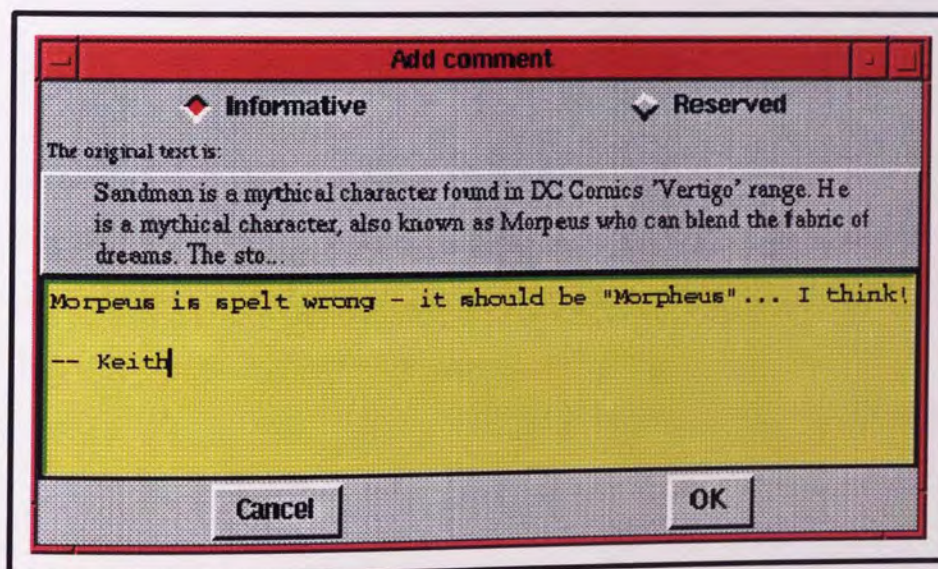 Add comment
Informative
Reserved
The original text is:
Sandman is a mythical character found in DC Comics 'Vertigo' range. He
is a mythical character, also known as Morpeus who can blend the fabric of
dreams. The sto...
Morpeus is spelt wrong - it should be "Morpheus"... I think!
-- Keith
Cancel
OK